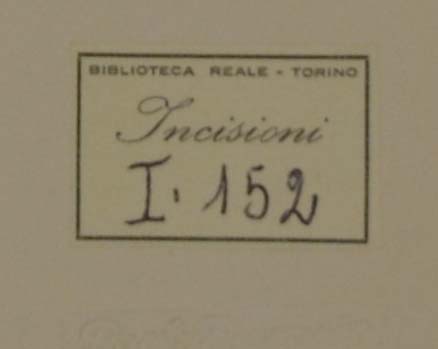 BIBLIOTECA REALE - TORINO
Incisioni
I. 152